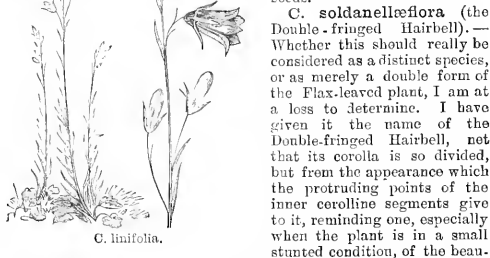 C. soldanellæflora (the
Double-fringed Hairbell).—
Whether this should really be
considered as a distinct species,
or as merely a double form of
the Flax-leaved plant, I am at
a loss to determine. I have
given it the name of the
Double-fringed Hairbell, not
that its corolla is so divided,
but from the appearance which
the protruding points of the
inner corolline segments give
to it, reminding one, especially
when the plant is in a small
stunted condition, of the beau-
C. linifolia.